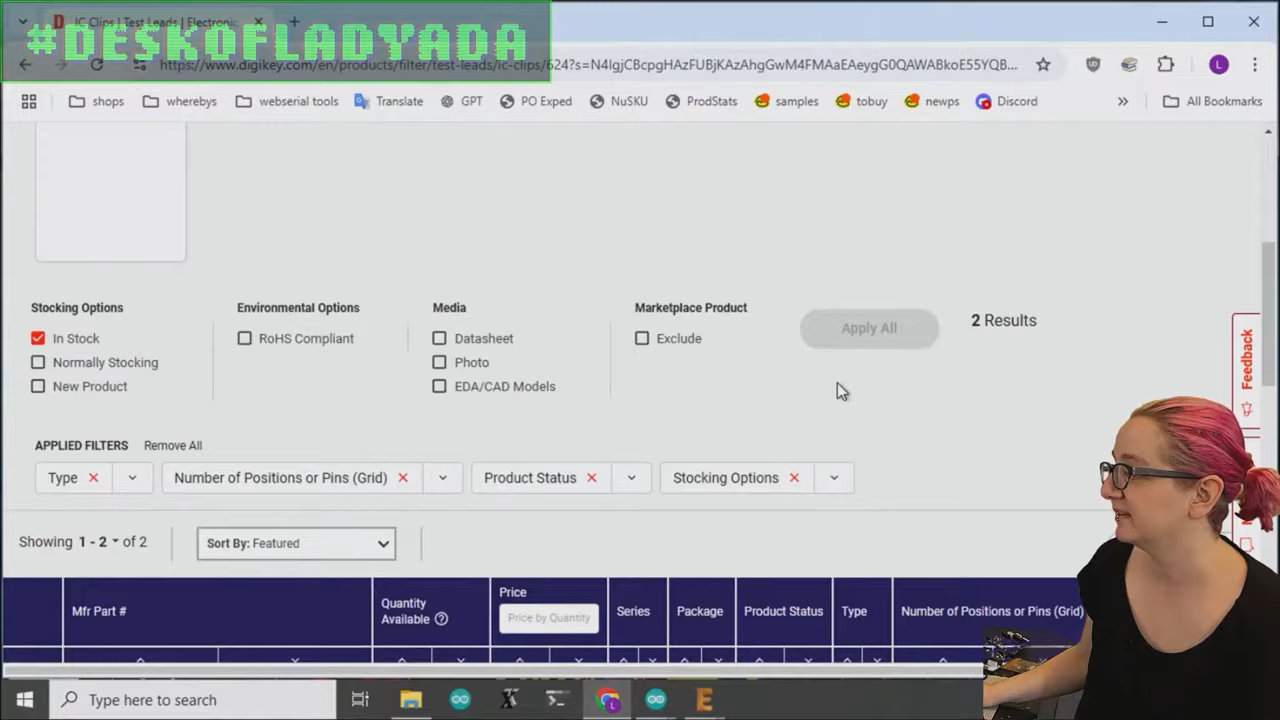 IC Clips | Test Leads | Electronic
#DESKOFLADYADA
https://www.digikey.com/en/products/filter/test-leads/ic-clips/624?s=N4IgjCBcpgHAzFUBjKAzAhgGwM4FMAaEAeygG0QAWABkoE55YQB...
L
shops
whereby​s
webserial tools
Translate
GPT
PO Exped
NuSKU
ProdStats
samples
tobuy
newps
Discord
»
All Bookmarks
Stocking Options
Environmental Options
Media
Marketplace Product
In Stock
RoHS Compliant
Datasheet
Exclude
Apply All
2 Results
Normally Stocking
Photo
New Product
EDA/CAD Models
Feedback
APPLIED FILTERS Remove All
Type
Number of Positions or Pins (Grid)
Product Status
Stocking Options
Showing 1 - 2 of 2
Sort By: Featured
Mfr Part #
Quantity Available
Price
Price by Quantity
Series
Package
Product Status
Type
Number of Positions or Pins (Grid)
Type here to search